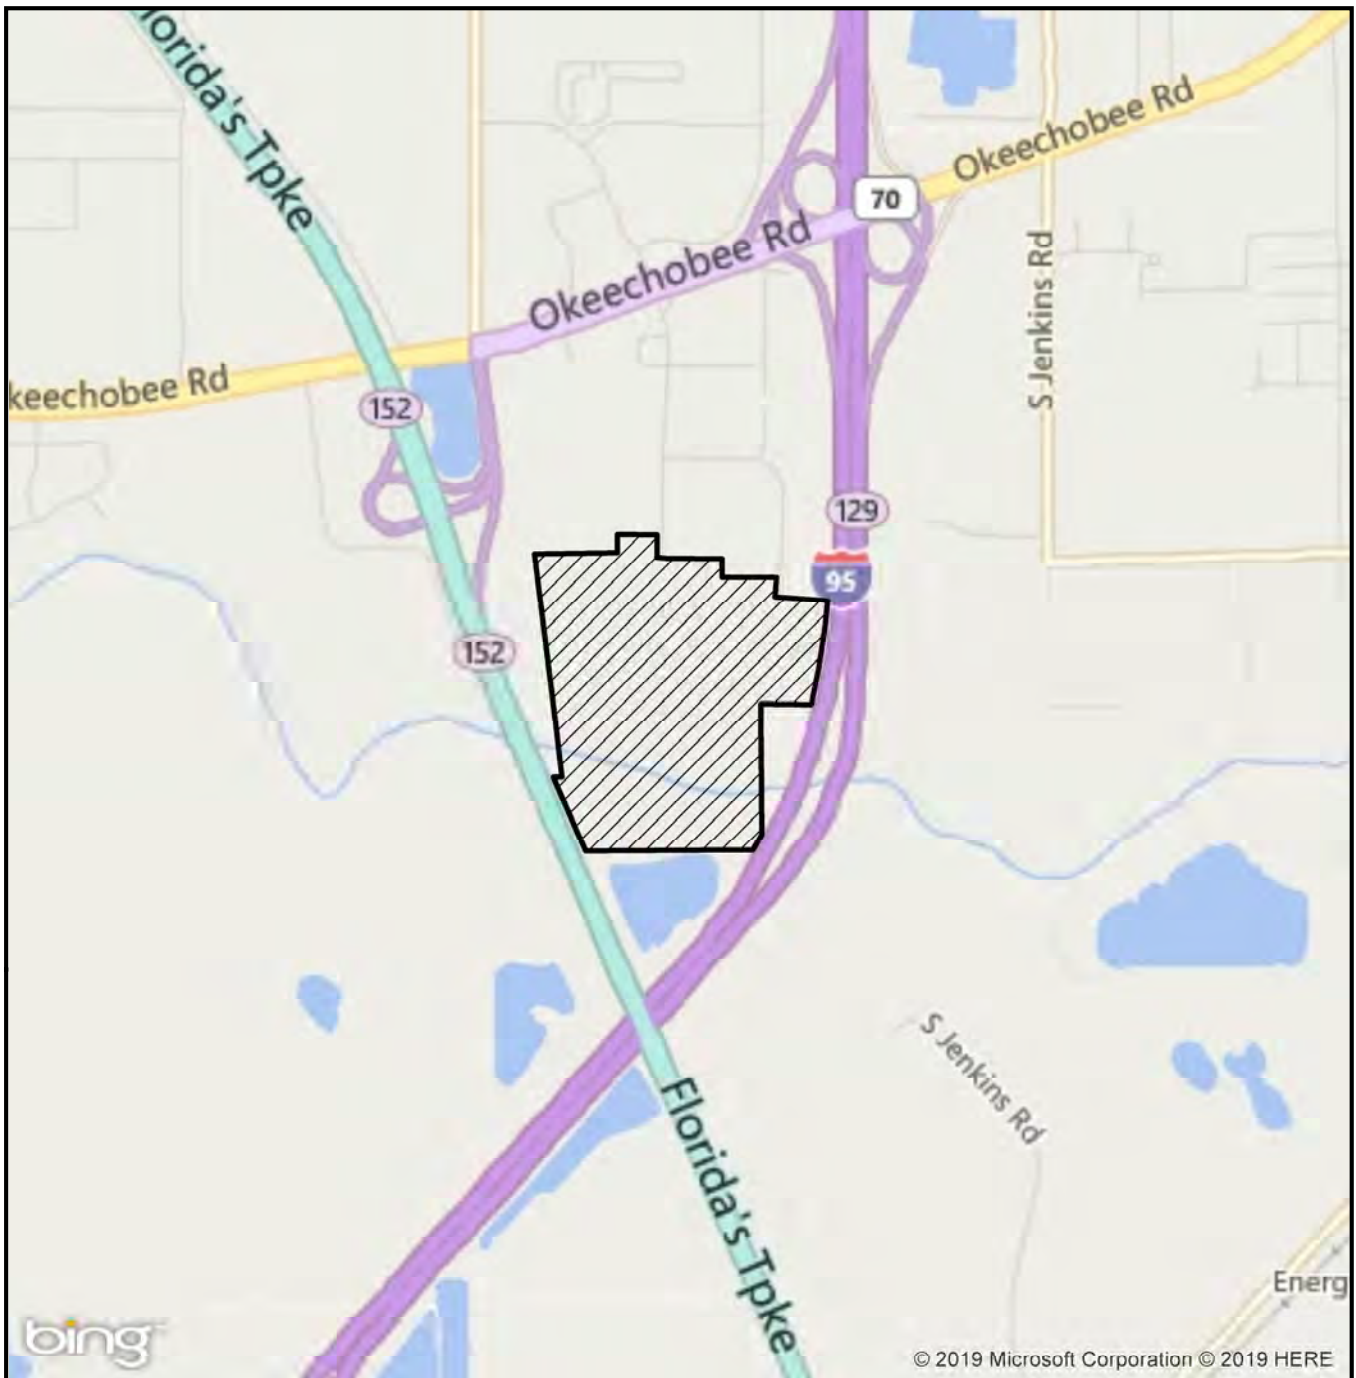 lorida's Tpke
Okeechobee Rd
70
Okeechobee Rd
S Jenkins Rd
keechobee Rd
152
129
95
152
S Jenkins Rd
Florida's Tpke
Energ
bing
© 2019 Microsoft Corporation © 2019 HERE